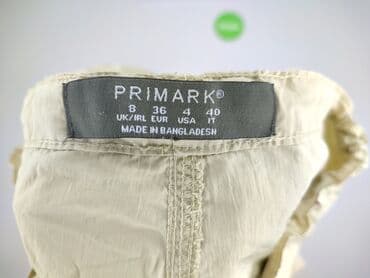 PRIMARK®
8 36 4 40
UK/IRL EUR USA IT
MADE IN BANGLADESH